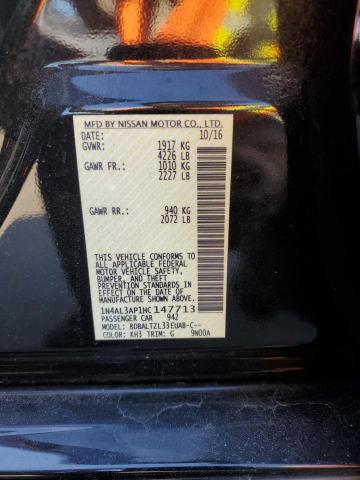 MFD BY NISSAN MOTOR CO., LTD.
DATE: 10/16
GVWR: 1917 KG
4226 LB
GAWR FR: 1010 KG
2227 LB
GAWR RR: 940 KG
2072 LB
THIS VEHICLE CONFORMS TO ALL
APPLICABLE FEDERAL MOTOR
VEHICLE SAFETY,
BUMPER, AND THEFT
PREVENTION STANDARDS
IN EFFECT ON THE DATE OF
MANUFACTURE SHOWN ABOVE.
1N4AL3AP1HC 147713
PASSENGER CAR 942
MODEL: BDBALTZL33EUAB-C--
COLOR: KH3 TRIM: G 9N00A